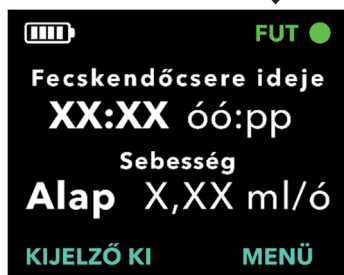 FUT
Fecskendőcsere ideje
XX:XX óó:pp
Sebesség
Alap X,XX ml/ó
KIJELZŐ KI MENÜ